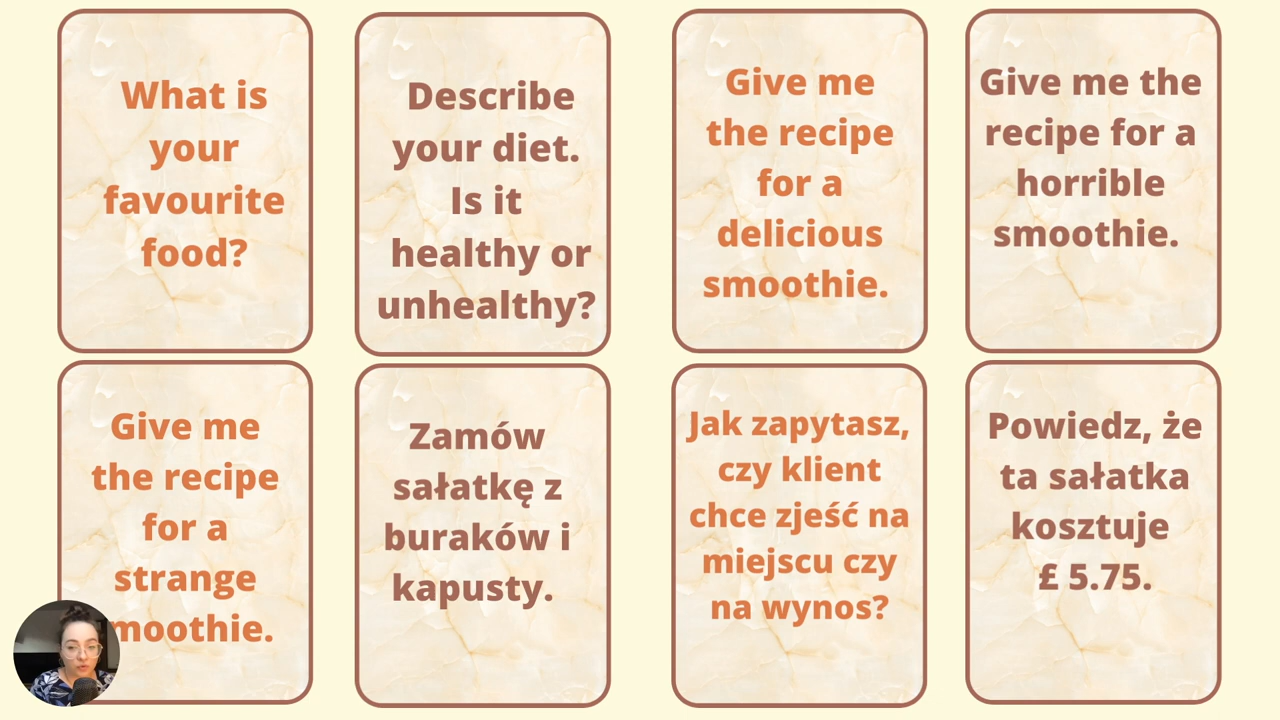 What is
your
favourite
food?
Describe
your diet.
Is it
healthy or
unhealthy?
Give me
the recipe
for a
delicious
smoothie.
Give me the
recipe for a
horrible
smoothie.
Give me
the recipe
for a
strange
moothie.
Zamów
sałatkę z
buraków i
kapusty.
Jak zapytasz,
czy klient
chce zjeść na
miejscu czy
na wynos?
Powiedz, że
ta sałatka
kosztuje
£ 5.75.